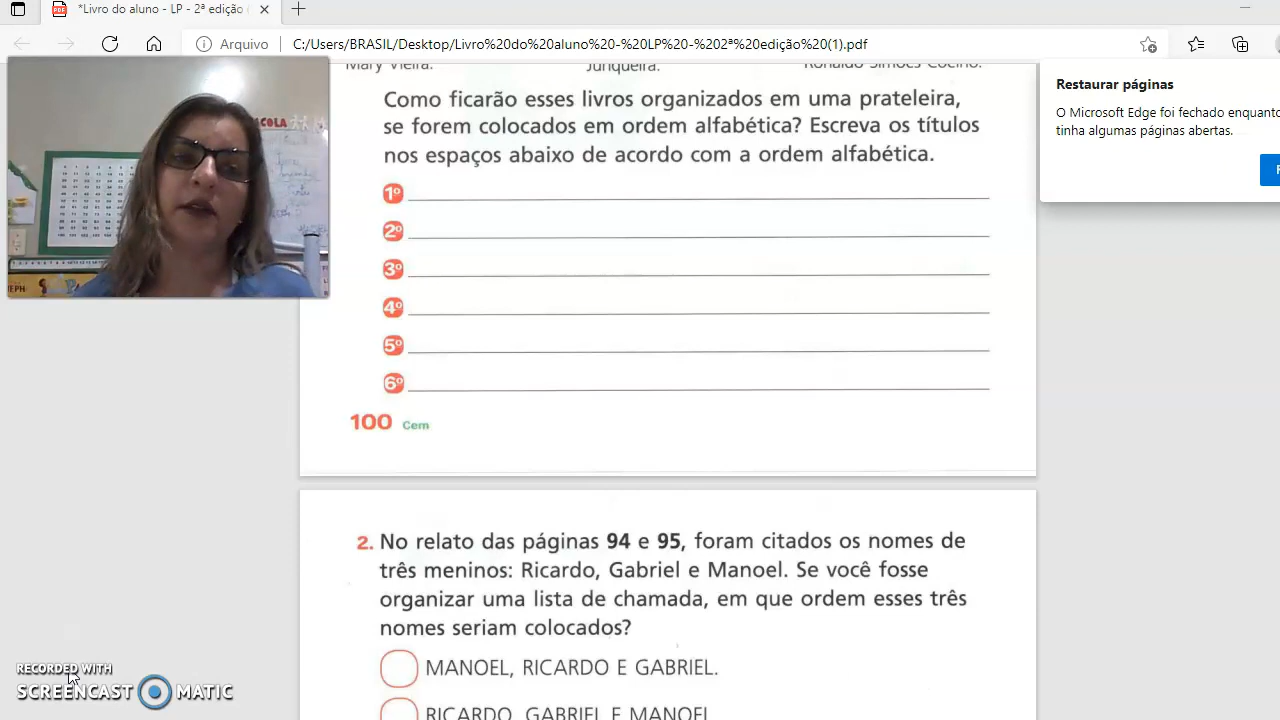 *Livro do aluno - LP - 2ª edição
Arquivo
C:/Users/BRASIL/Desktop/Livro%20do%20aluno%20-%20LP%20-%202ª%20edição%20(1).pdf
Mary Vieira.
Junqueira.
Ronaldo Simões Coelho.
Restaurar páginas
O Microsoft Edge foi fechado enquanto
tinha algumas páginas abertas.
Como ficarão esses livros organizados em uma prateleira,
se forem colocados em ordem alfabética? Escreva os títulos
nos espaços abaixo de acordo com a ordem alfabética.
1º
2º
3º
4º
5º
6º
100 Cem
2. No relato das páginas 94 e 95, foram citados os nomes de
três meninos: Ricardo, Gabriel e Manoel. Se você fosse
organizar uma lista de chamada, em que ordem esses três
nomes seriam colocados?
MANOEL, RICARDO E GABRIEL.
RICARDO, GABRIEL E MANOEL
RECORDED WITH
SCREENCAST MATIC